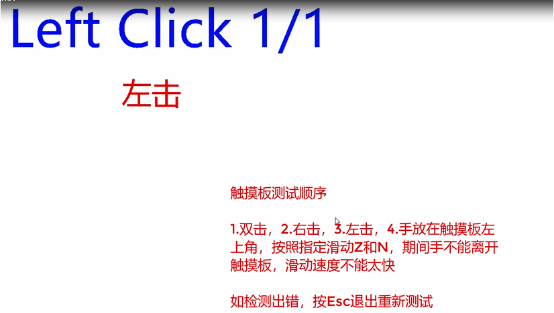 Left Click 1/1
左击
触摸板测试顺序
1.双击，2.右击，3.左击，4.手放在触摸板左
上角，按照指定滑动Z和N，期间手不能离开
触摸板，滑动速度不能太快
如检测出错，按Esc退出重新测试